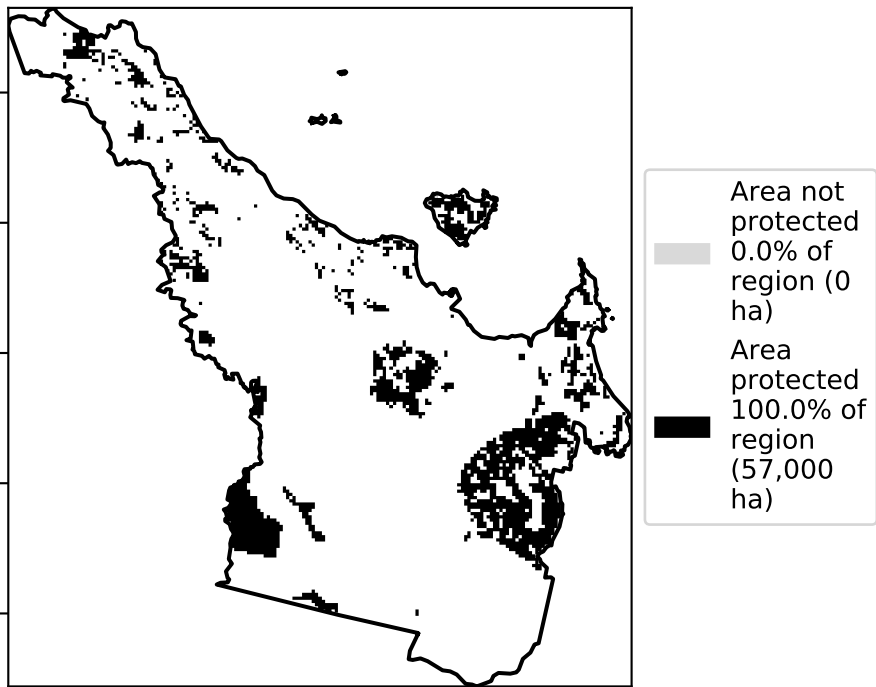 Area not
protected
0.0% of
region (0
ha)
Area
protected
100.0% of
region
(57,000
ha)